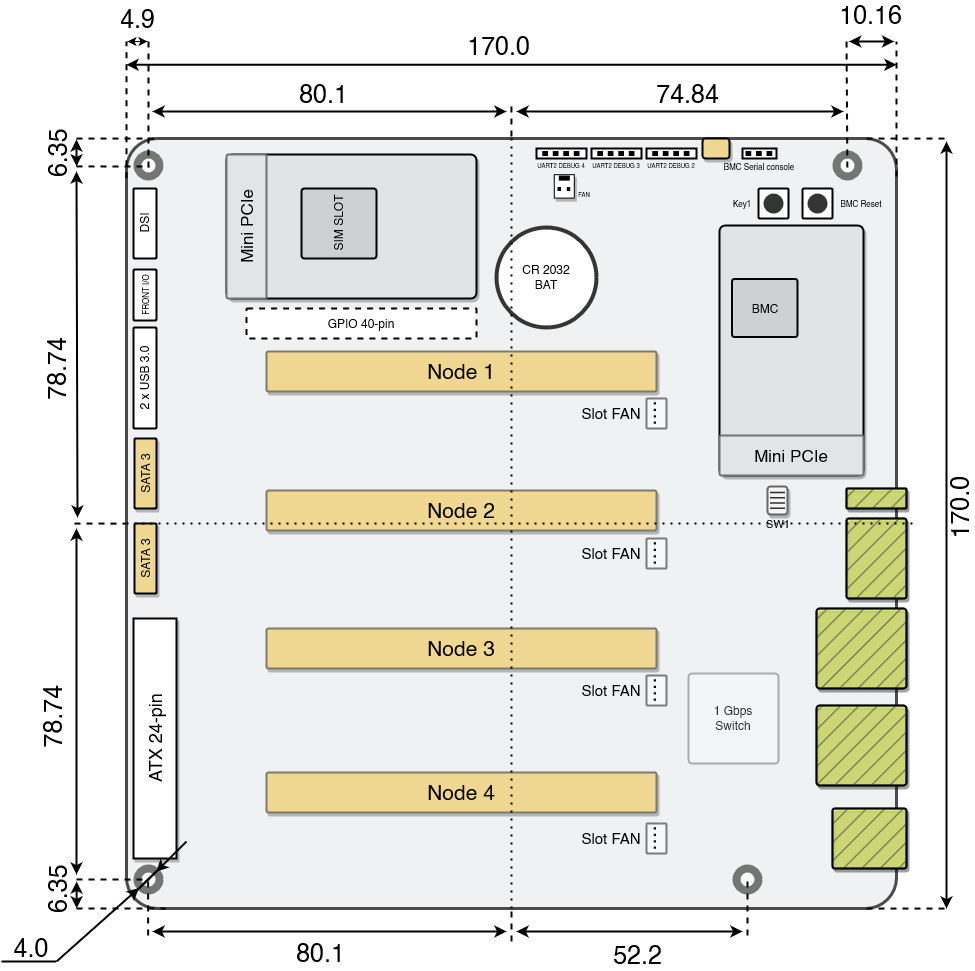 4.9
10.16
170.0
80.1
74.84
6.35
UART2 DEBUG 4
UART2 DEBUG 3
UART2 DEBUG 2
BMC Serial console
FAN
Mini PCIe
SIM SLOT
DSI
Key1
BMC Reset
CR 2032
BAT
FRONT I/O
BMC
GPIO 40-pin
78.74
2 x USB 3.0
Node 1
Slot FAN
Mini PCIe
SATA 3
Node 2
SW1
170.0
SATA 3
Slot FAN
Node 3
78.74
Slot FAN
1 Gbps
Switch
ATX 24-pin
Node 4
Slot FAN
6.35
4.0
80.1
52.2